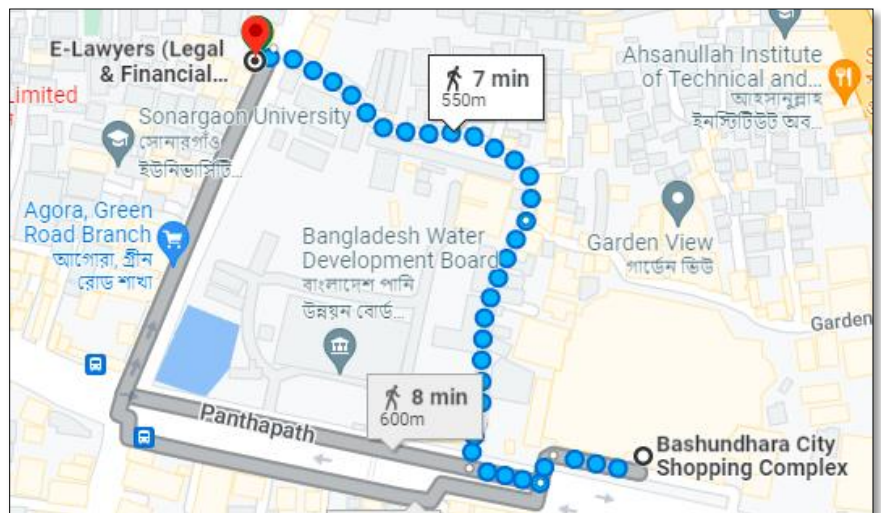 E-Lawyers (Legal
& Financial...
7 min
550m
Ahsanullah Institute
of Technical and...
আহসানুল্লাহ
ইনস্টিটিউট অব...
Limited
Sonargaon University
সোনারগাঁও
ইউনিভার্সিটি...
Agora, Green
Road Branch
আগোরা, গ্রীন
রোড শাখা
Bangladesh Water
Development Board
বাংলাদেশ পানি
উন্নয়ন বোর্ড...
Garden View
গার্ডেন ভিউ
Garden
8 min
600m
Panthapath
Bashundhara City
Shopping Complex